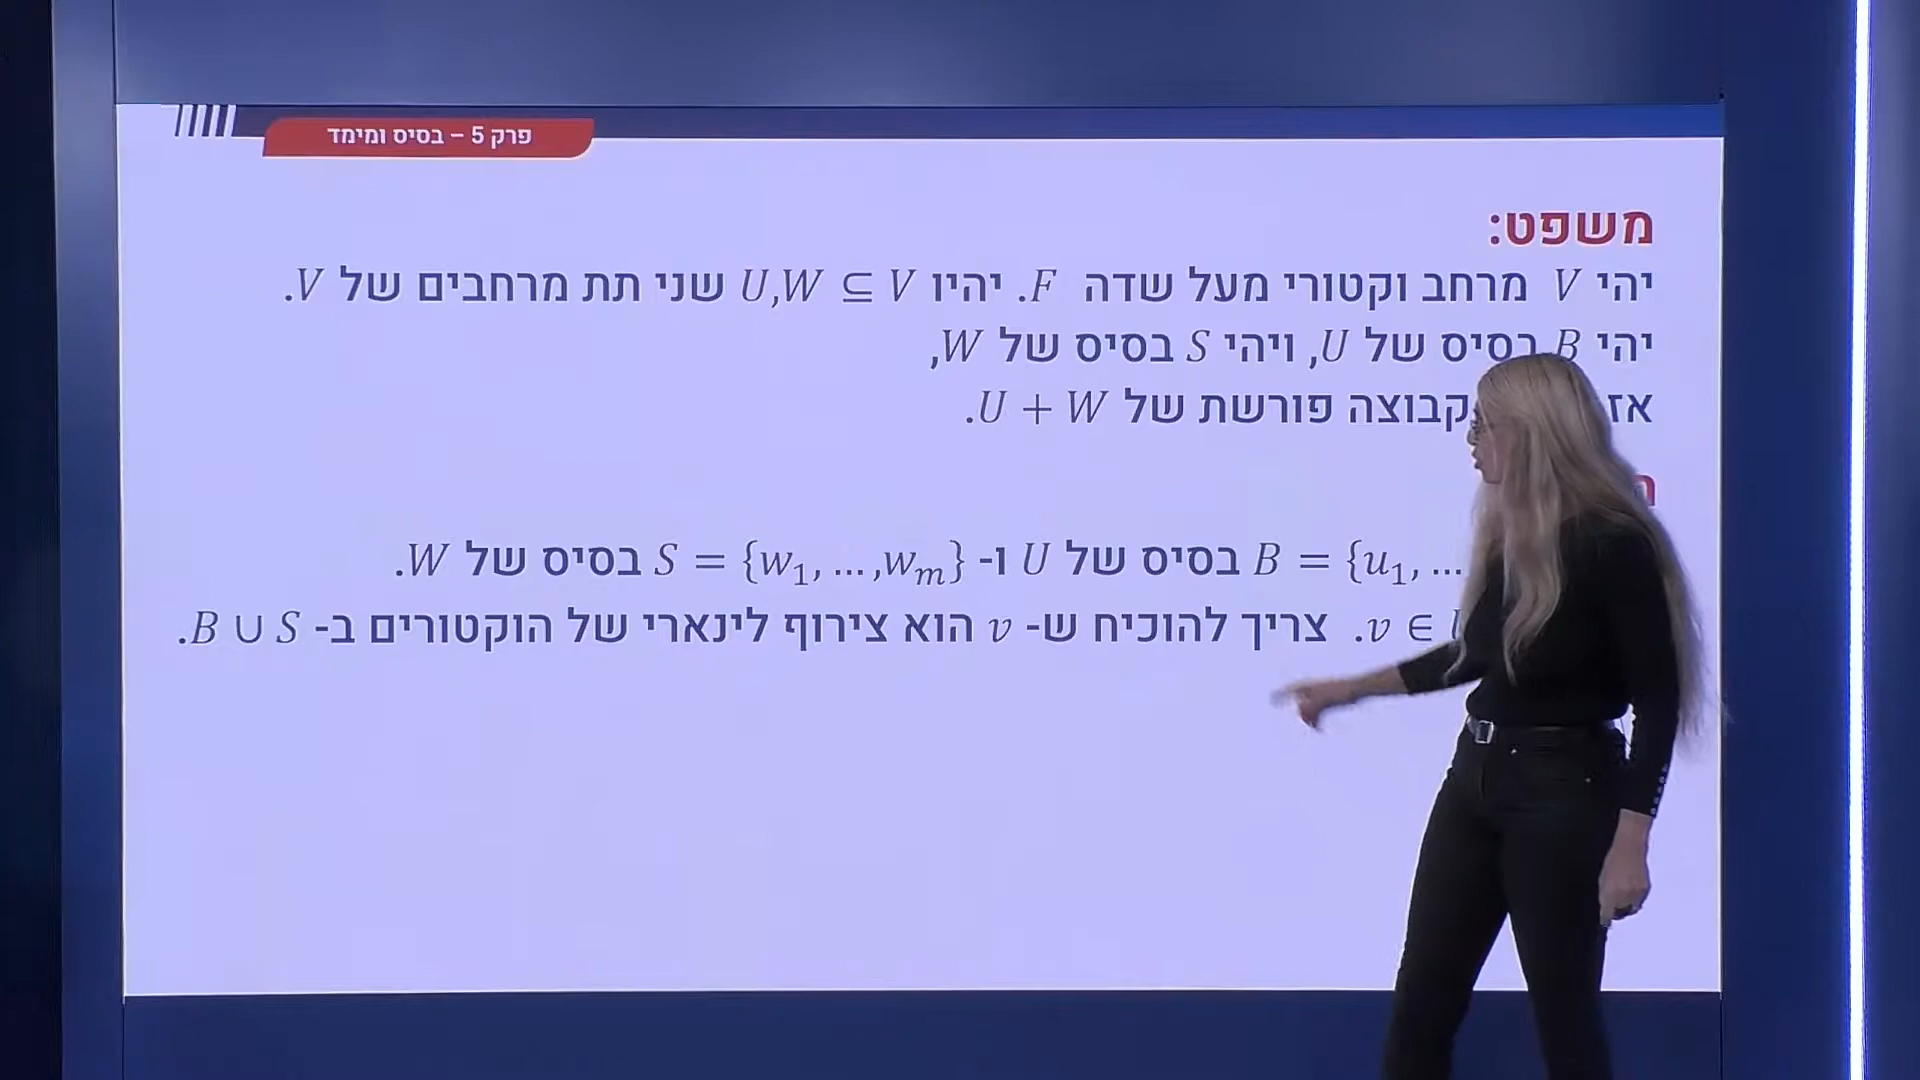 פרק 5 – בסיס ומימד
משפט:
יהי V מרחב וקטורי מעל שדה F. יהיו U,W ⊆ V שני תת מרחבים של V.
יהי B בסיס של U, ויהי S בסיס של W,
אז קבוצה פורשת של U + W.
B = {u₁, … בסיס של U ו- S = {w₁, … ,wₘ} בסיס של W.
v ∈ צריך להוכיח ש- v הוא צירוף לינארי של הוקטורים ב- B ∪ S.